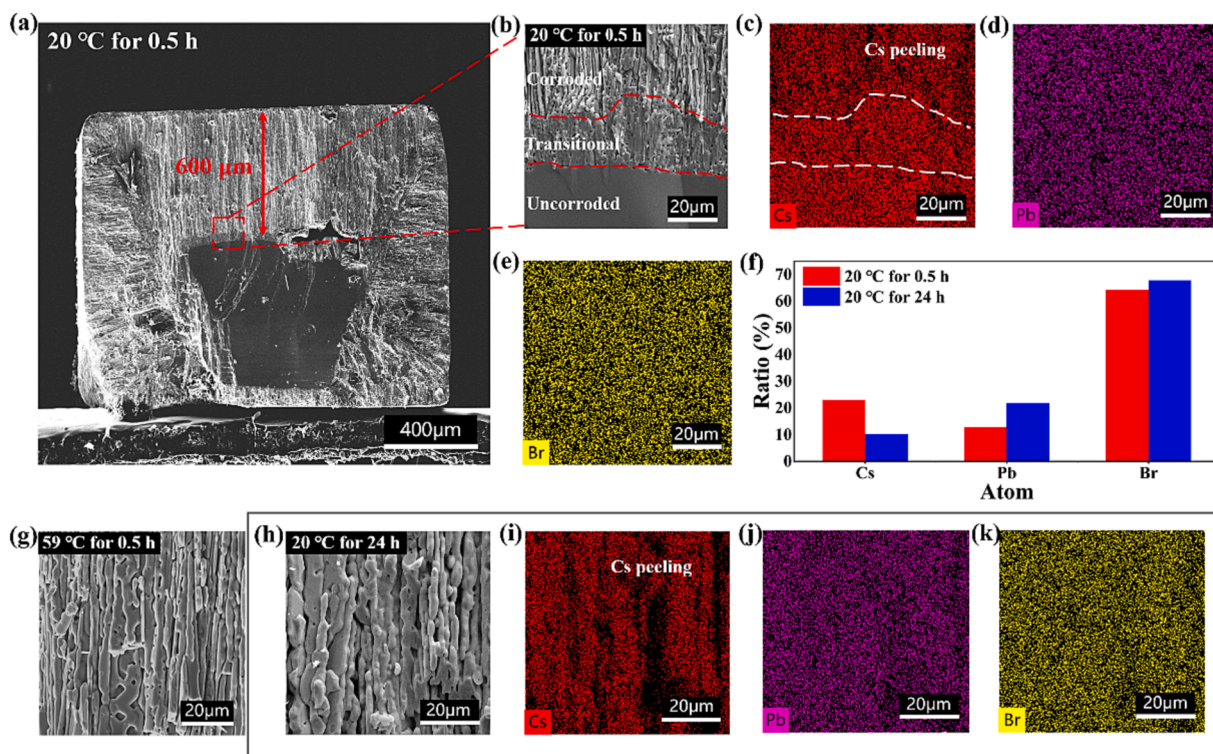 (a)
20 ℃ for 0.5 h
600 μm
400μm
(b)
20 ℃ for 0.5 h
Corroded
Transitional
Uncorroded
20μm
(c)
Cs peeling
20μm
Cs
(d)
20μm
Pb
(e)
20μm
Br
(f)
20 ℃ for 0.5 h
20 ℃ for 24 h
70
60
50
40
30
20
10
0
Ratio (%)
Cs
Pb
Br
Atom
(g)
59 ℃ for 0.5 h
20μm
(h)
20 ℃ for 24 h
20μm
(i)
Cs peeling
20μm
Cs
(j)
20μm
Pb
(k)
20μm
Br